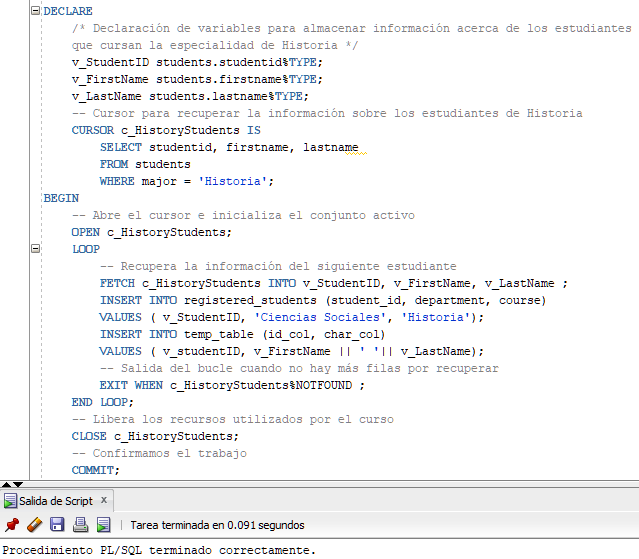 DECLARE
/* Declaración de variables para almacenar información acerca de los estudiantes
que cursan la especialidad de Historia */
v_StudentID students.studentid%TYPE;
v_FirstName students.firstname%TYPE;
v_LastName students.lastname%TYPE;
-- Cursor para recuperar la información sobre los estudiantes de Historia
CURSOR c_HistoryStudents IS
SELECT studentid, firstname, lastname
FROM students
WHERE major = 'Historia';
BEGIN
-- Abre el cursor e inicializa el conjunto activo
OPEN c_HistoryStudents;
LOOP
-- Recupera la información del siguiente estudiante
FETCH c_HistoryStudents INTO v_StudentID, v_FirstName, v_LastName ;
INSERT INTO registered_students (student_id, department, course)
VALUES ( v_StudentID, 'Ciencias Sociales', 'Historia');
INSERT INTO temp_table (id_col, char_col)
VALUES ( v_studentID, v_FirstName || ' '|| v_LastName);
-- Salida del bucle cuando no hay más filas por recuperar
EXIT WHEN c_HistoryStudents%NOTFOUND ;
END LOOP;
-- Libera los recursos utilizados por el curso
CLOSE c_HistoryStudents;
-- Confirmamos el trabajo
COMMIT;
Salida de Script x
Tarea terminada en 0.091 segundos
Procedimiento PL/SQL terminado correctamente.